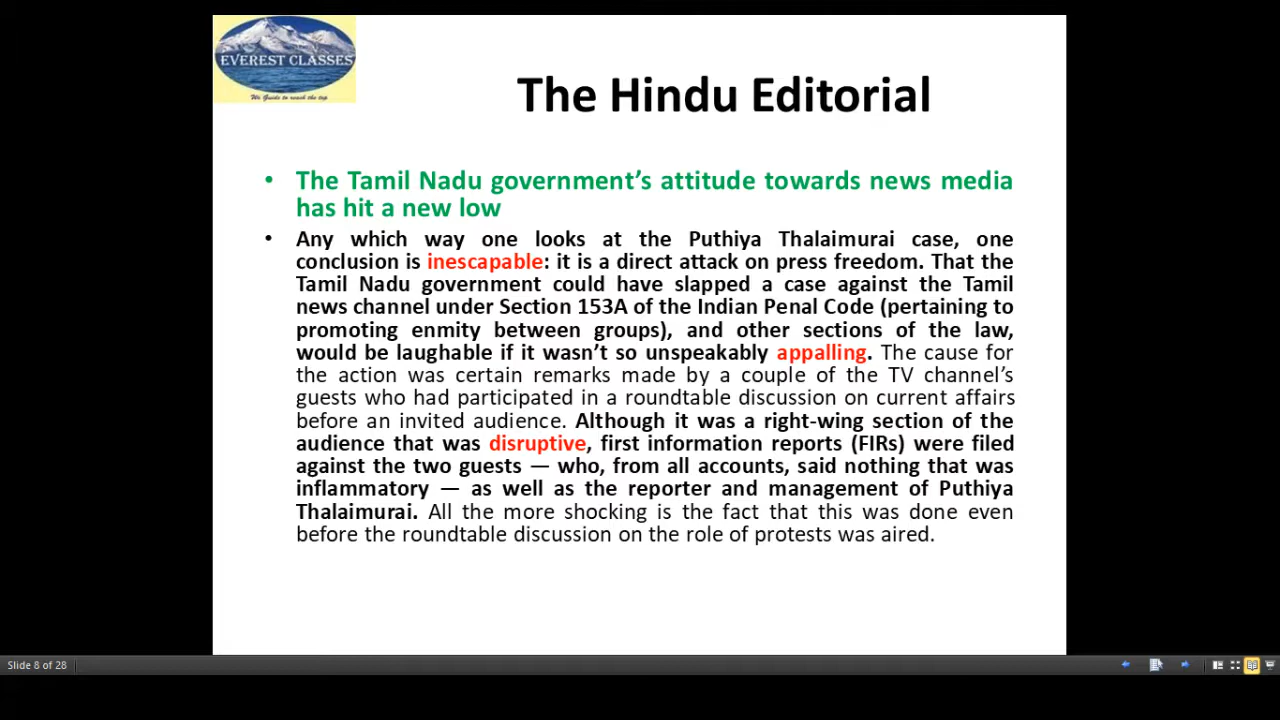 EVEREST CLASSES
We Guide to reach the top
The Hindu Editorial
• The Tamil Nadu government’s attitude towards news media
has hit a new low
• Any which way one looks at the Puthiya Thalaimurai case, one
conclusion is inescapable: it is a direct attack on press freedom. That the
Tamil Nadu government could have slapped a case against the Tamil
news channel under Section 153A of the Indian Penal Code (pertaining to
promoting enmity between groups), and other sections of the law,
would be laughable if it wasn’t so unspeakably appalling. The cause for
the action was certain remarks made by a couple of the TV channel’s
guests who had participated in a roundtable discussion on current affairs
before an invited audience. Although it was a right-wing section of the
audience that was disruptive, first information reports (FIRs) were filed
against the two guests — who, from all accounts, said nothing that was
inflammatory — as well as the reporter and management of Puthiya
Thalaimurai. All the more shocking is the fact that this was done even
before the roundtable discussion on the role of protests was aired.
Slide 8 of 28